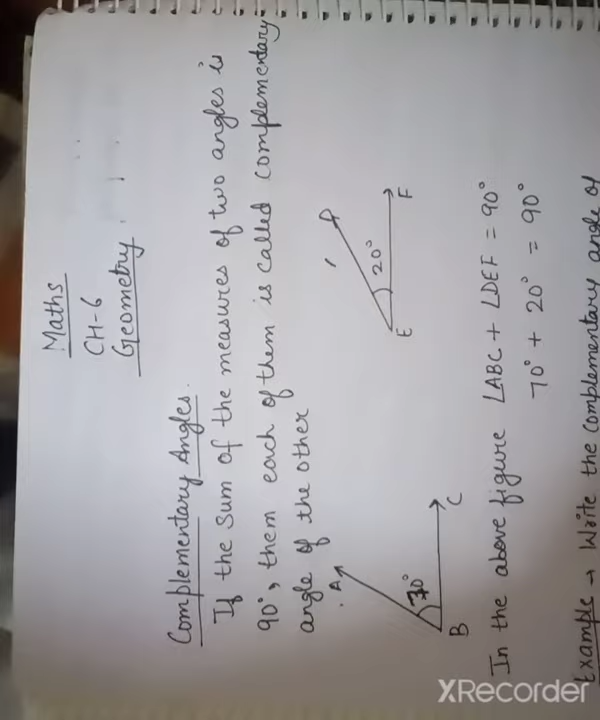 Maths
CH-6
Geometry
Complementary Angles.
If the Sum of the measures of two angles is
90°, them each of them is called complementary
angle of the other
A
70°
B
C
20°
E
F
In the above figure ∠ABC + ∠DEF = 90°
70° + 20° = 90°
Example → Write the complementary angle of
XRecorder